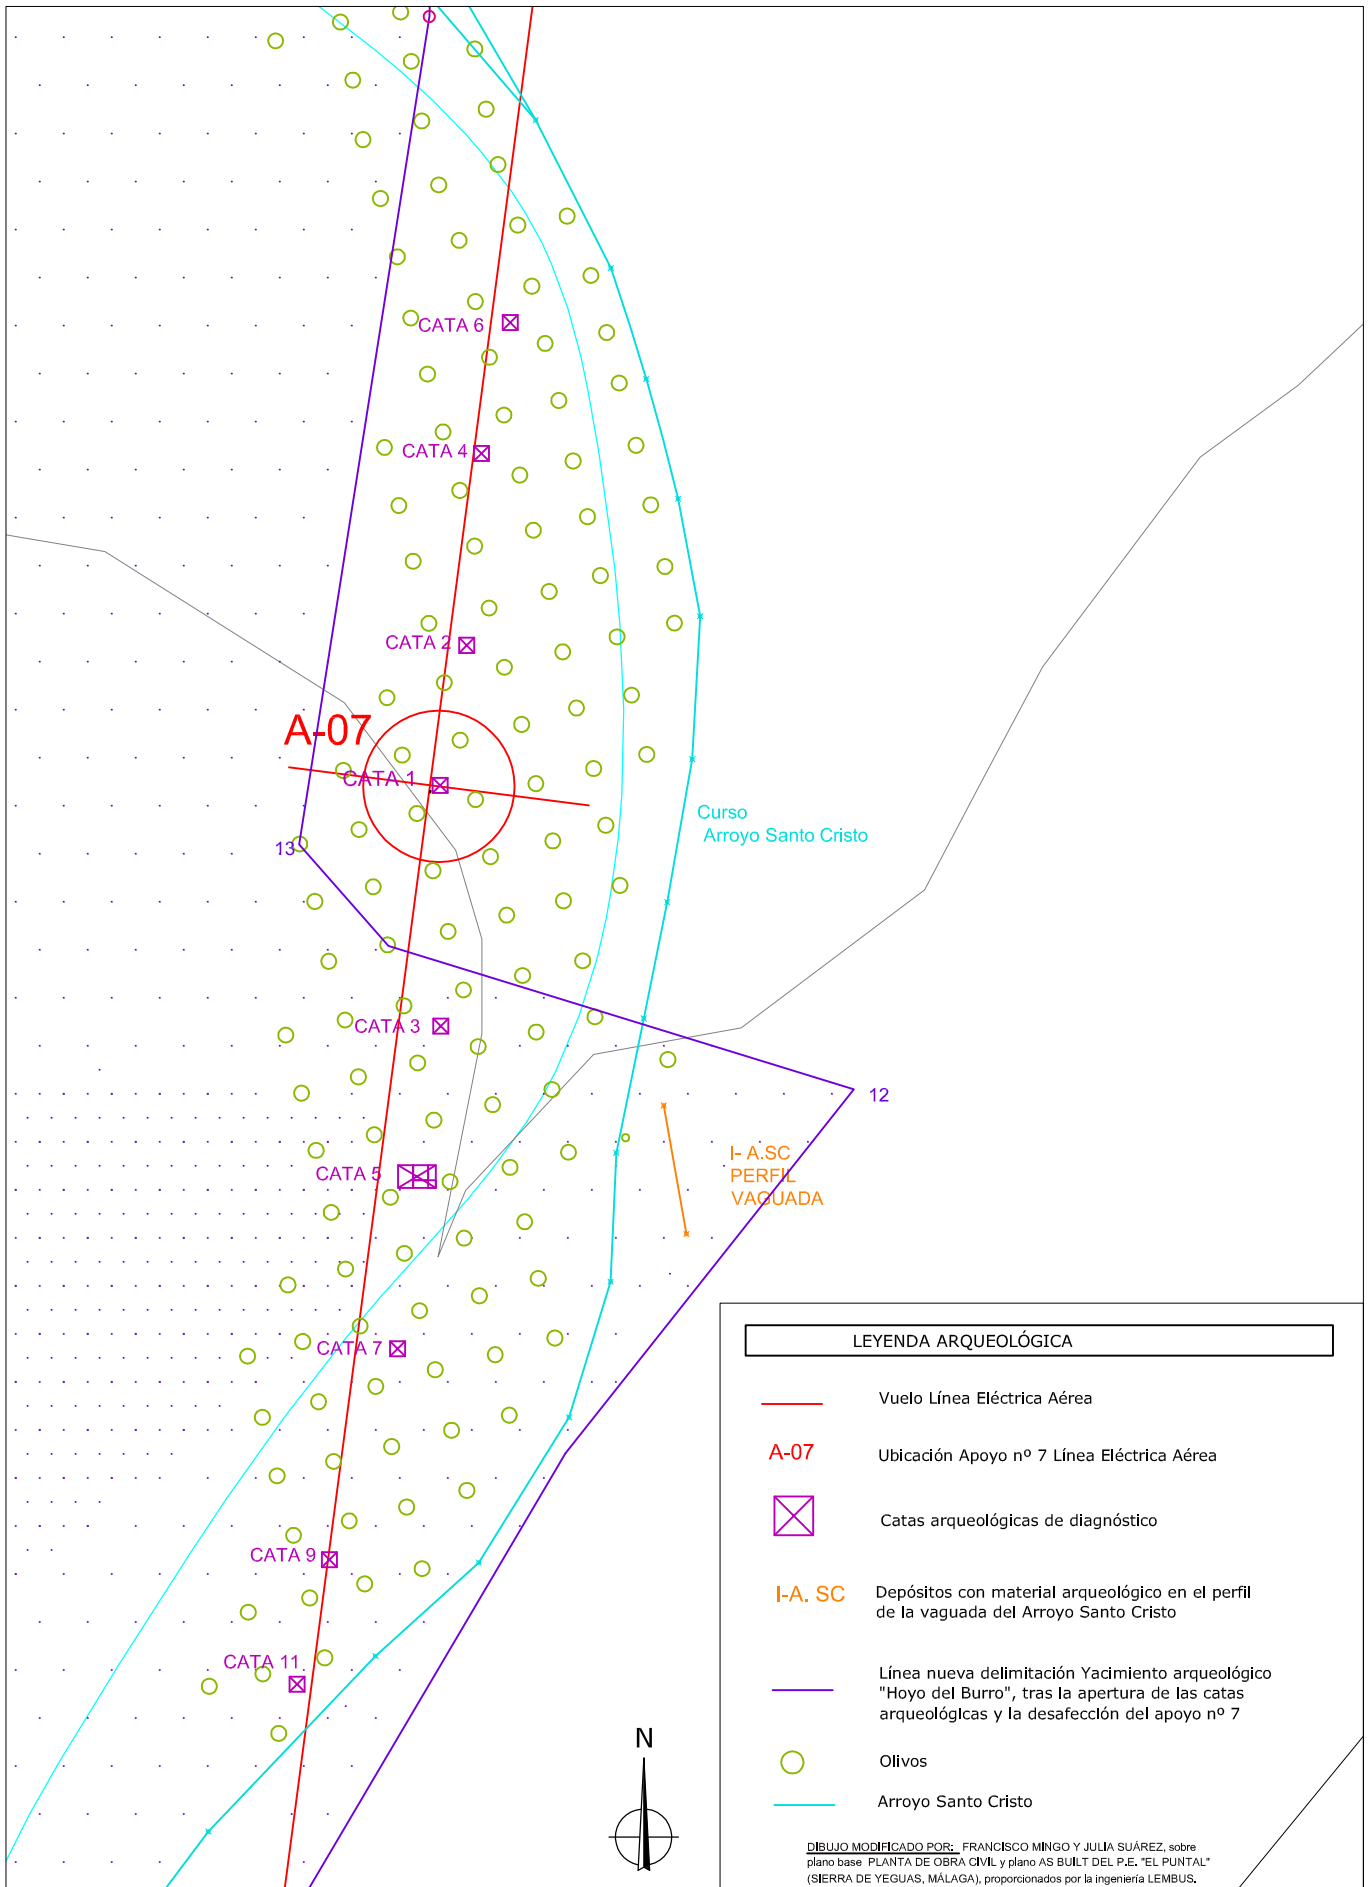 CATA 6
CATA 4
CATA 2
A-07
CATA 1
Curso
Arroyo Santo Cristo
13
CATA 3
12
I- A.SC
PERFIL
VAGUADA
CATA 5
CATA 7
CATA 9
CATA 11
N
LEYENDA ARQUEOLÓGICA
Vuelo Línea Eléctrica Aérea
A-07
Ubicación Apoyo nº 7 Línea Eléctrica Aérea
Catas arqueológicas de diagnóstico
I-A. SC
Depósitos con material arqueológico en el perfil
de la vaguada del Arroyo Santo Cristo
Línea nueva delimitación Yacimiento arqueológico
"Hoyo del Burro", tras la apertura de las catas
arqueológicas y la desafección del apoyo nº 7
Olivos
Arroyo Santo Cristo
DIBUJO MODIFICADO POR: FRANCISCO MINGO Y JULIA SUÁREZ, sobre
plano base PLANTA DE OBRA CIVIL y plano AS BUILT DEL P.E. "EL PUNTAL"
(SIERRA DE YEGUAS, MÁLAGA), proporcionados por la ingeniería LEMBUS.